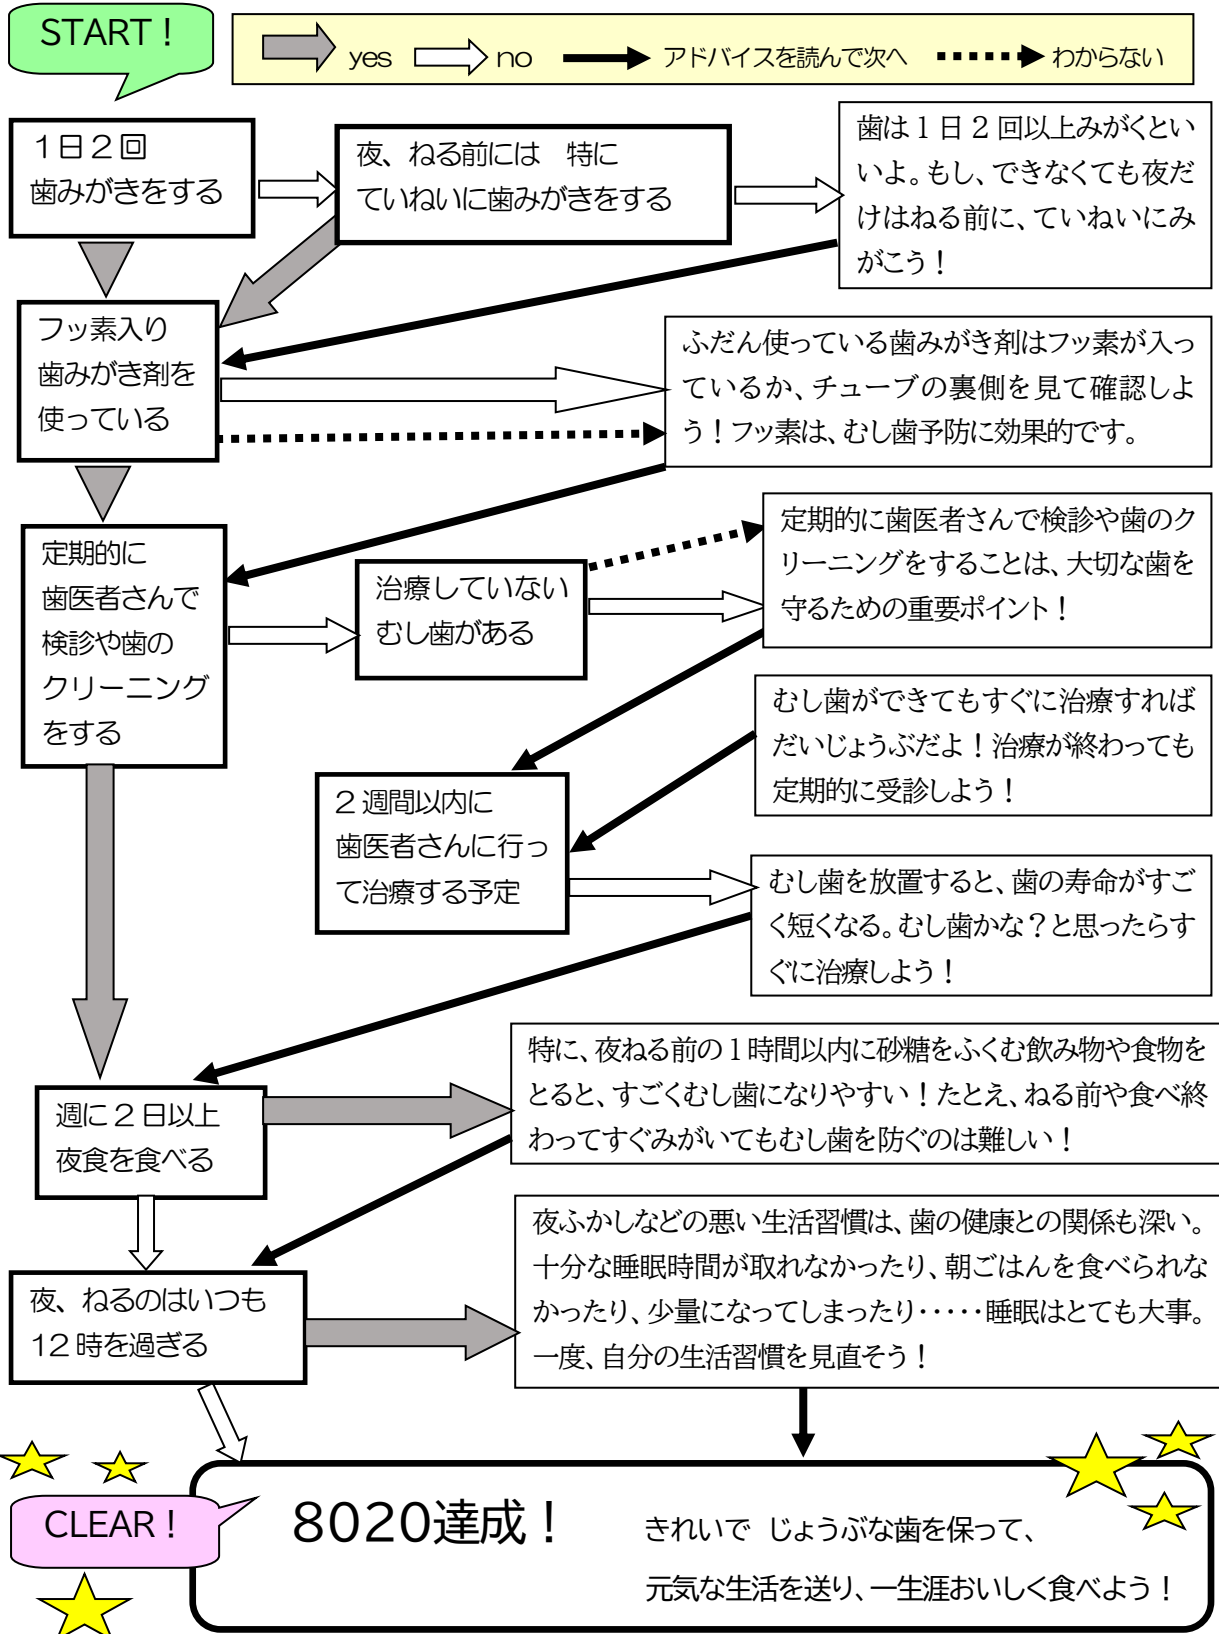 START！
yes
no
アドバイスを読んで次へ
わからない
１日２回
歯みがきをする
夜、ねる前には　特に
ていねいに歯みがきをする
歯は１日２回以上みがくとい
いよ。もし、できなくても夜だ
けはねる前に、ていねいにみ
がこう！
フッ素入り
歯みがき剤を
使っている
ふだん使っている歯みがき剤はフッ素が入っ
ているか、チューブの裏側を見て確認しよ
う！フッ素は、むし歯予防に効果的です。
定期的に
歯医者さんで
検診や歯の
クリーニング
をする
治療していない
むし歯がある
定期的に歯医者さんで検診や歯のク
リーニングをすることは、大切な歯を
守るための重要ポイント！
むし歯ができてもすぐに治療すれば
だいじょうぶだよ！治療が終わっても
定期的に受診しよう！
２週間以内に
歯医者さんに行っ
て治療する予定
むし歯を放置すると、歯の寿命がすご
く短くなる。むし歯かな？と思ったらす
ぐに治療しよう！
週に２日以上
夜食を食べる
特に、夜ねる前の１時間以内に砂糖をふくむ飲み物や食物を
とると、すごくむし歯になりやすい！たとえ、ねる前や食べ終
わってすぐみがいてもむし歯を防ぐのは難しい！
夜、ねるのはいつも
12時を過ぎる
夜ふかしなどの悪い生活習慣は、歯の健康との関係も深い。
十分な睡眠時間が取れなかったり、朝ごはんを食べられな
かったり、少量になってしまったり・・・・・睡眠はとても大事。
一度、自分の生活習慣を見直そう！
CLEAR！
8020達成！
きれいで じょうぶな歯を保って、
元気な生活を送り、一生涯おいしく食べよう！